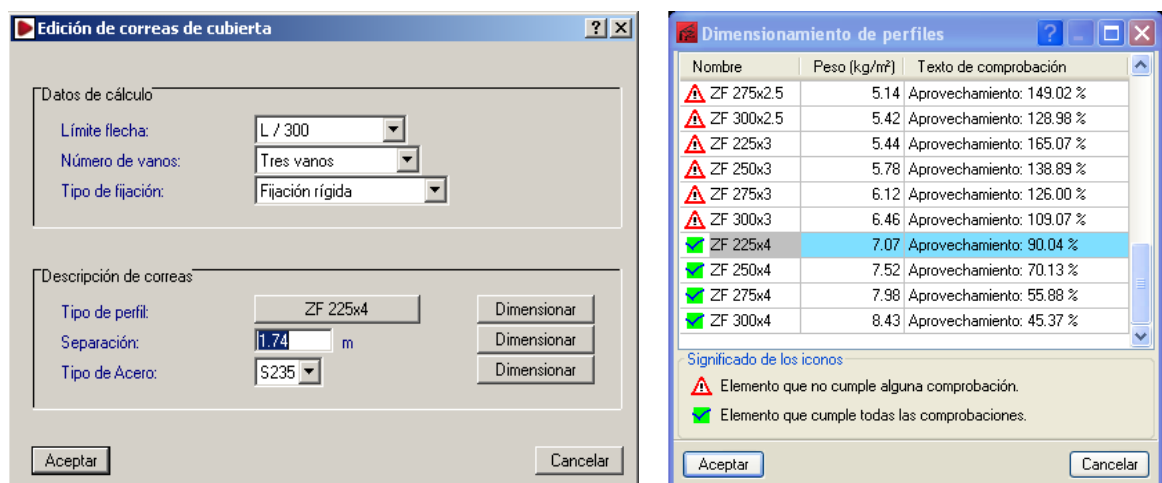 Edición de correas de cubierta
Datos de cálculo
Límite flecha: L / 300
Número de vanos: Tres vanos
Tipo de fijación: Fijación rígida
Descripción de correas
Tipo de perfil: ZF 225x4 Dimensionar
Separación: 1.74 m Dimensionar
Tipo de Acero: S235 Dimensionar
Aceptar Cancelar
Dimensionamiento de perfiles
Nombre Peso (kg/m²) Texto de comprobación
ZF 275x2.5 5.14 Aprovechamiento: 149.02 %
ZF 300x2.5 5.42 Aprovechamiento: 128.98 %
ZF 225x3 5.44 Aprovechamiento: 165.07 %
ZF 250x3 5.78 Aprovechamiento: 138.89 %
ZF 275x3 6.12 Aprovechamiento: 126.00 %
ZF 300x3 6.46 Aprovechamiento: 109.07 %
ZF 225x4 7.07 Aprovechamiento: 90.04 %
ZF 250x4 7.52 Aprovechamiento: 70.13 %
ZF 275x4 7.98 Aprovechamiento: 55.88 %
ZF 300x4 8.43 Aprovechamiento: 45.37 %
Significado de los iconos
Elemento que no cumple alguna comprobación.
Elemento que cumple todas las comprobaciones.
Aceptar Cancelar